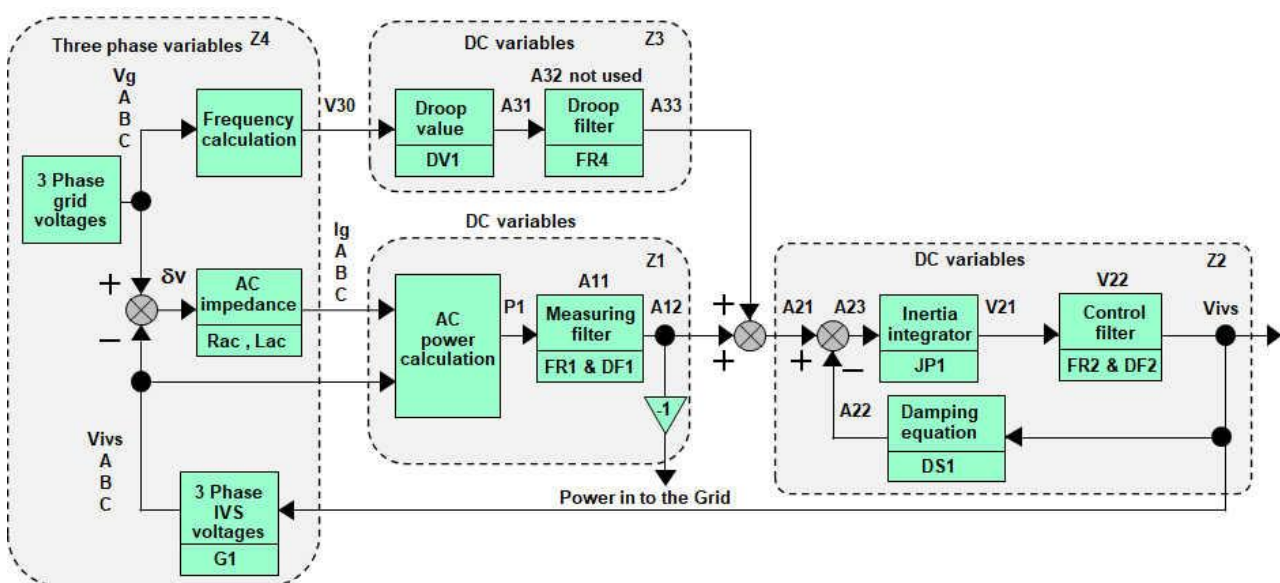 Three phase variables
Z4
Vg
A
B
C
Frequency
calculation
V30
3 Phase
grid
voltages
+
δv
−
AC
impedance
Rac , Lac
Ig
A
B
C
Vivs
A
B
C
3 Phase
IVS
voltages
G1
DC variables
Z3
A32 not used
Droop
value
DV1
A31
Droop
filter
FR4
A33
DC variables
Z1
AC
power
calculation
P1
A11
Measuring
filter
FR1 & DF1
A12
-1
Power in to the Grid
+
+
DC variables
Z2
A21
+
A23
−
Inertia
integrator
JP1
V21
V22
Control
filter
FR2 & DF2
Vivs
A22
Damping
equation
DS1